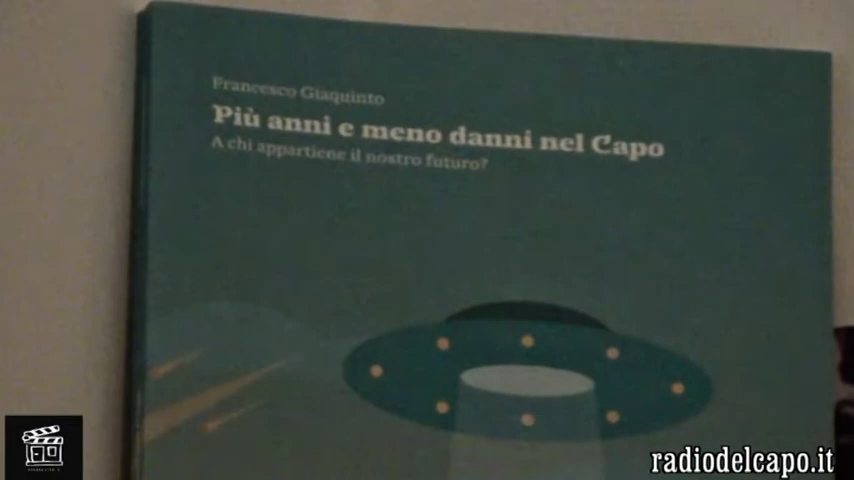 Francesco Giaquinto
Più anni e meno danni nel Capo
A chi appartiene il nostro futuro?
radiodelcapo.it